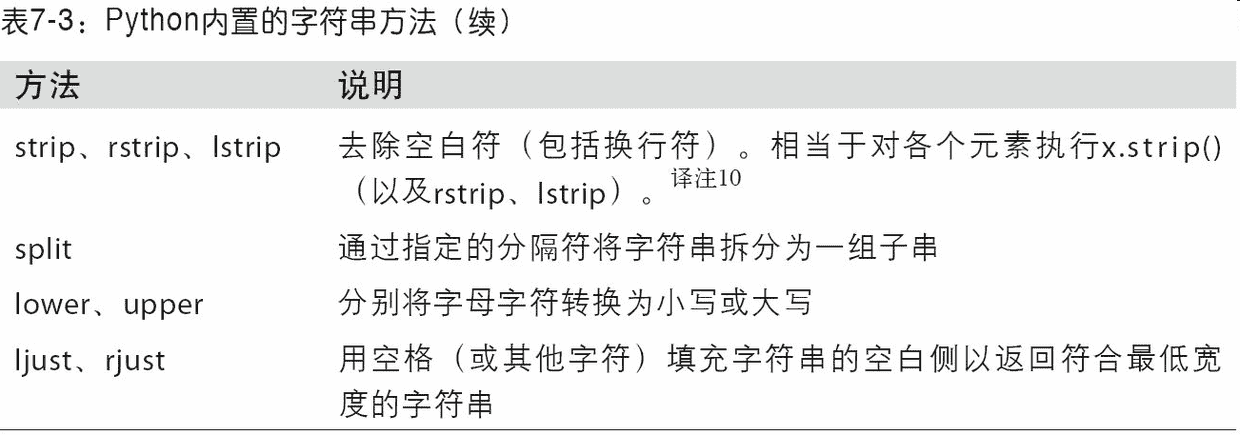 表7-3：Python内置的字符串方法（续）
方法 说明
strip、rstrip、lstrip 去除空白符（包括换行符）。相当于对各个元素执行x.strip()
（以及rstrip、lstrip）。译注10
split 通过指定的分隔符将字符串拆分为一组子串
lower、upper 分别将字母字符转换为小写或大写
ljust、rjust 用空格（或其他字符）填充字符串的空白侧以返回符合最低宽
度的字符串